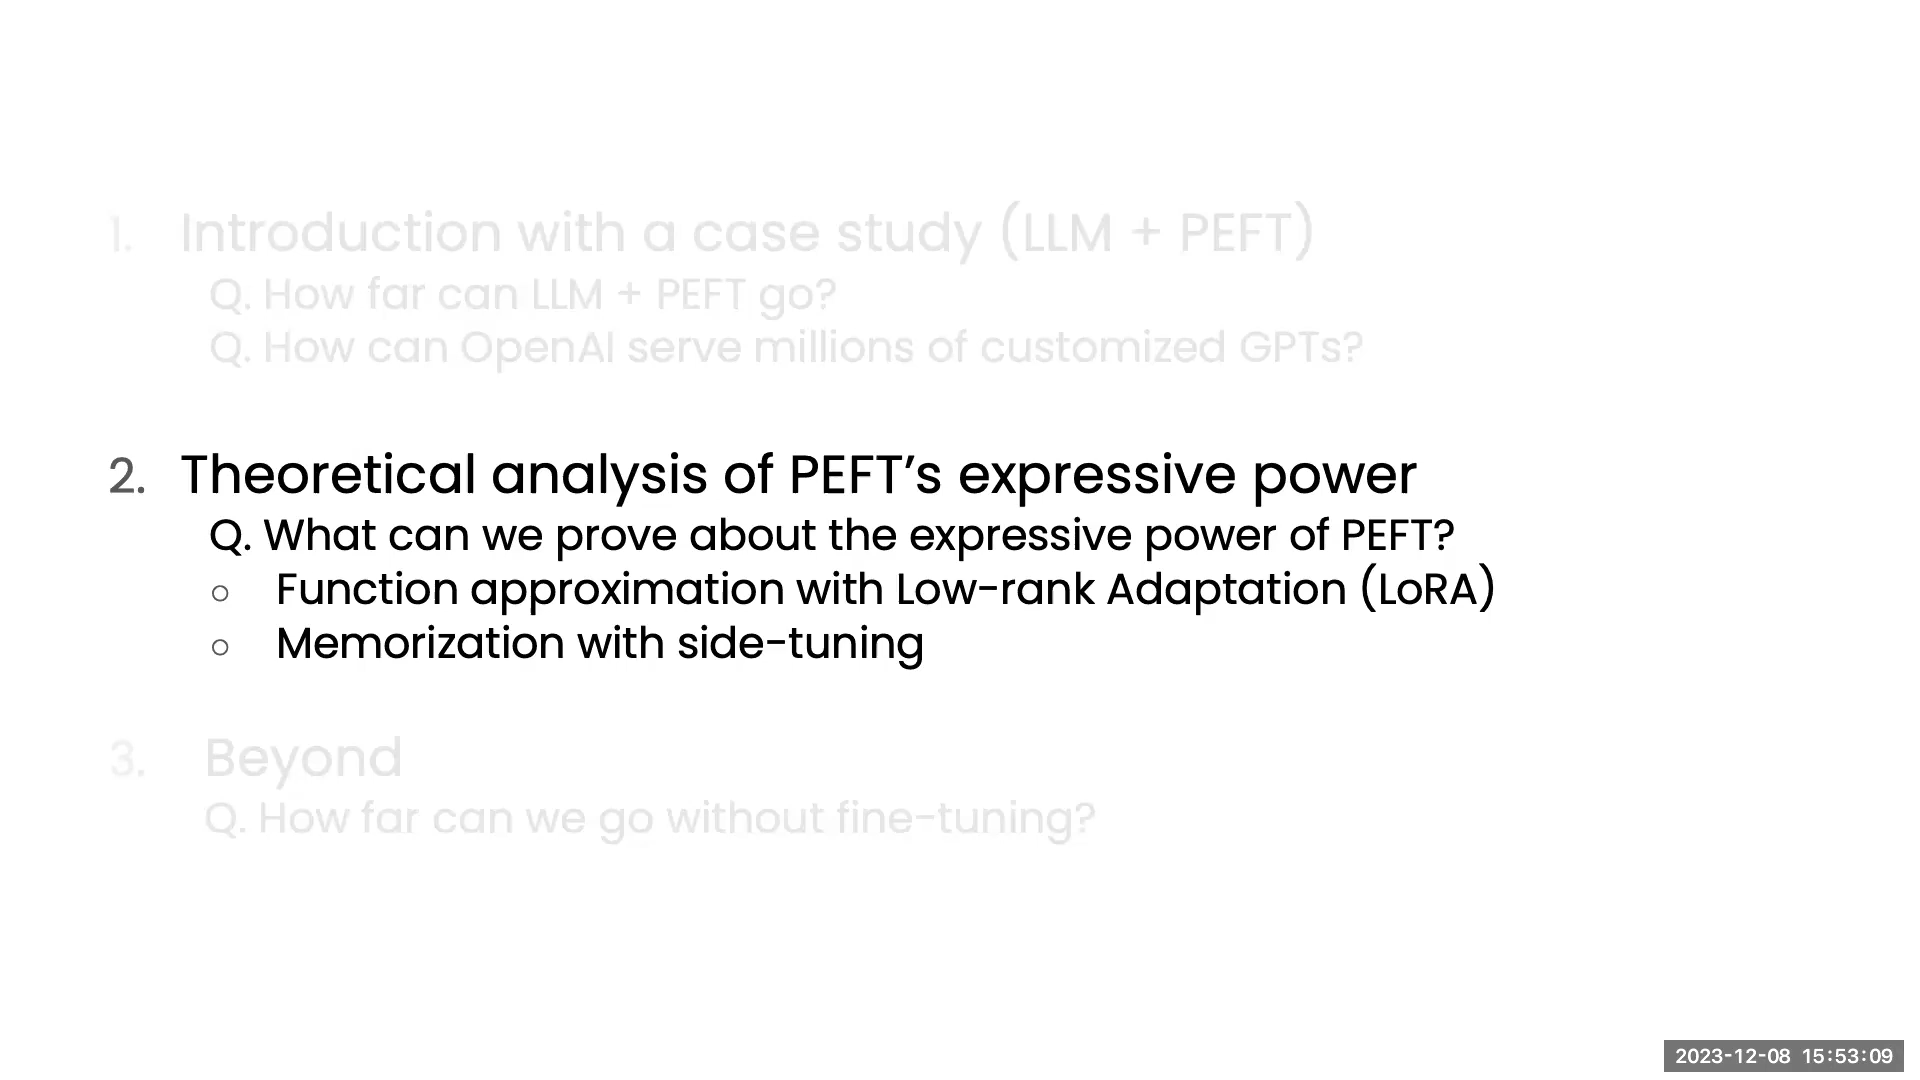 1. Introduction with a case study (LLM + PEFT)
Q. How far can LLM + PEFT go?
Q. How can OpenAI serve millions of customized GPTs?
2. Theoretical analysis of PEFT’s expressive power
Q. What can we prove about the expressive power of PEFT?
○ Function approximation with Low-rank Adaptation (LoRA)
○ Memorization with side-tuning
3. Beyond
Q. How far can we go without fine-tuning?
2023-12-08 15:53:09